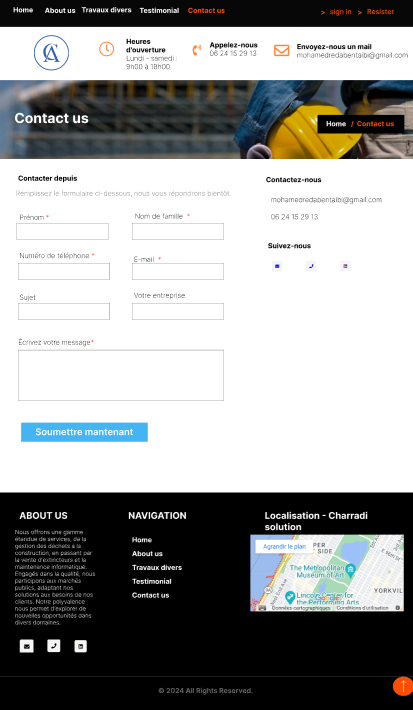 Home About us Travaux divers Testimonial Contact us > sign in > Resister
CA
Heures
d'ouverture
Lundi - samedi :
9h00 à 18h00
Appelez-nous
06 24 15 29 13
Envoyez-nous un mail
mohamedredabentaibi@gmail.com
Contact us
Home / Contact us
Contacter depuis
Remplissez le formulaire ci-dessous, nous vous répondrons bientôt.
Prénom *
Nom de famille *
Numéro de téléphone *
E-mail *
Sujet
Votre entreprise
Écrivez votre message*
Soumettre mantenant
Contactez-nous
mohamedredabentaibi@gmail.com
06 24 15 29 13
Suivez-nous
ABOUT US
Nous offrons une gamme
étendue de services, de la
gestion des déchets à la
construction, en passant par
la vente d'extincteurs et la
maintenance informatique.
Engagés dans la qualité, nous
participons aux marchés
publics, adaptant nos
solutions aux besoins de nos
clients. Notre polyvalence
nous permet d'explorer de
nouvelles opportunités dans
divers domaines.
NAVIGATION
Home
About us
Travaux divers
Testimonial
Contact us
Localisation - Charradi
solution
Agrandir le plan
PER
SIDE
The Metropolitan
Museum of Art
YORKVIL
Lincoln Center for
the Performing Arts
Données cartographiques Conditions d'utilisation
© 2024 All Rights Reserved.